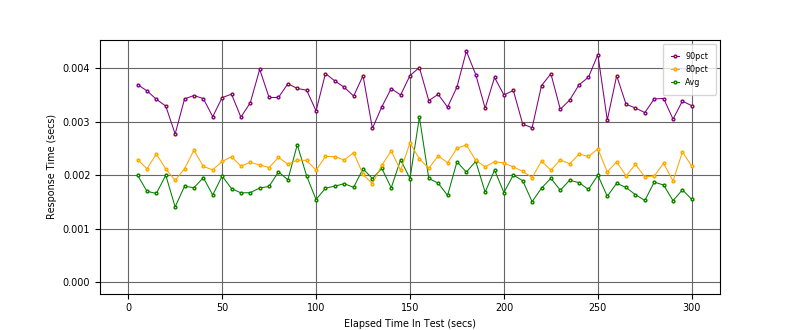 90pct
80pct
Avg
0.004
0.003
0.002
0.001
0.000
Response Time (secs)
0 50 100 150 200 250 300
Elapsed Time In Test (secs)